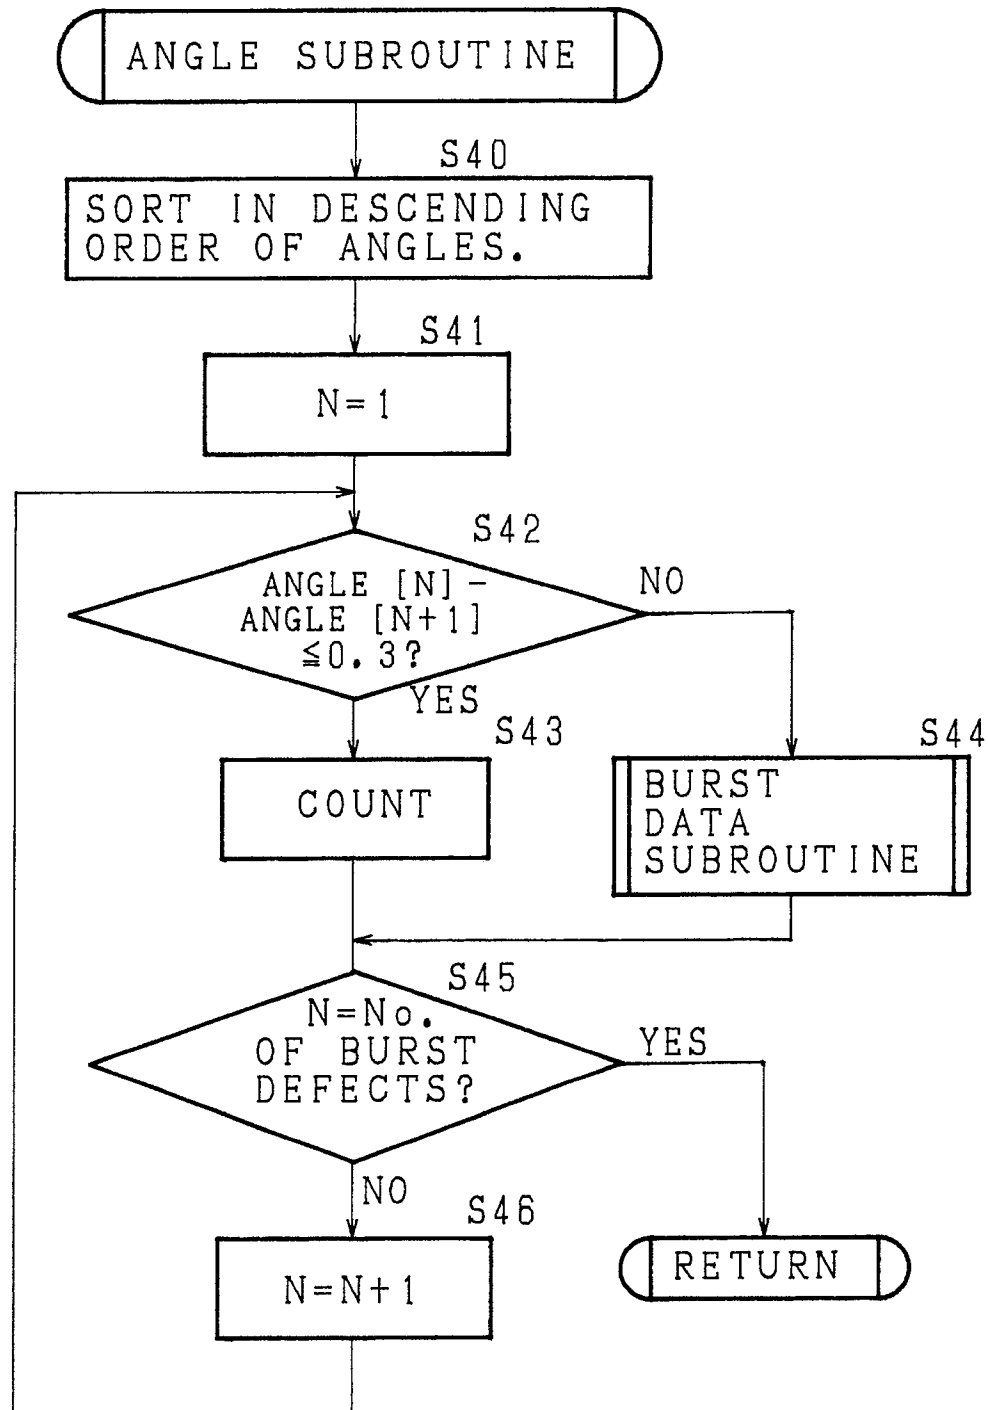 ANGLE SUBROUTINE
S40
SORT IN DESCENDING
ORDER OF ANGLES.
S41
N=1
S42
ANGLE [N]-
ANGLE [N+1]
≦0.3?
NO
YES
S43
COUNT
S44
BURST
DATA
SUBROUTINE
S45
N=No.
OF BURST
DEFECTS?
YES
NO
S46
N=N+1
RETURN